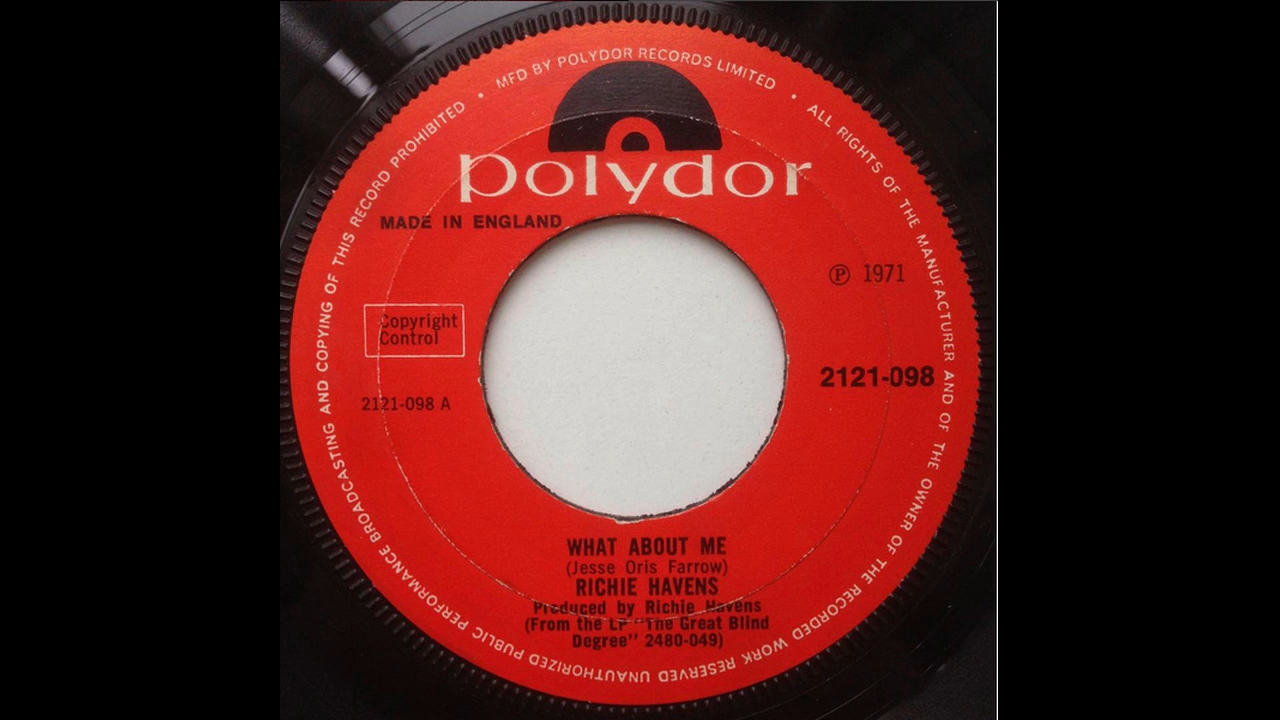 MFD BY POLYDOR RECORDS LIMITED • ALL RIGHTS OF THE MANUFACTURER AND OF THE OWNER OF THE RECORDED WORK RESERVED UNAUTHORIZED PUBLIC PERFORMANCE BROADCASTING AND COPYING OF THIS RECORD PROHIBITED •
polydor
MADE IN ENGLAND
℗ 1971
Copyright
Control
2121-098
2121-098 A
WHAT ABOUT ME
(Jesse Oris Farrow)
RICHIE HAVENS
Produced by Richie Havens
(From the LP "The Great Blind
Degree" 2480-049)